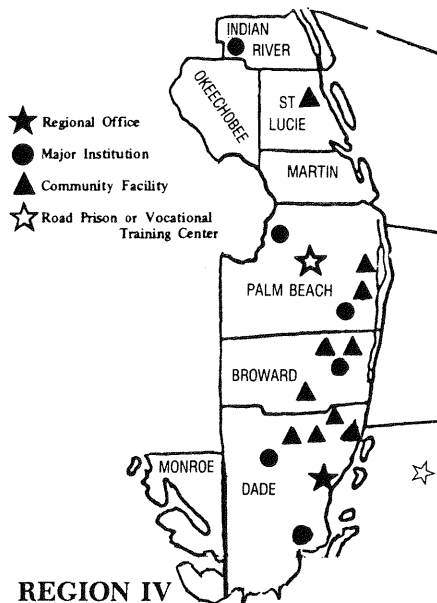 INDIAN
RIVER
OKEECHOBEE
ST
LUCIE
MARTIN
Regional Office
Major Institution
Community Facility
Road Prison or Vocational
Training Center
PALM BEACH
BROWARD
MONROE
DADE
REGION IV